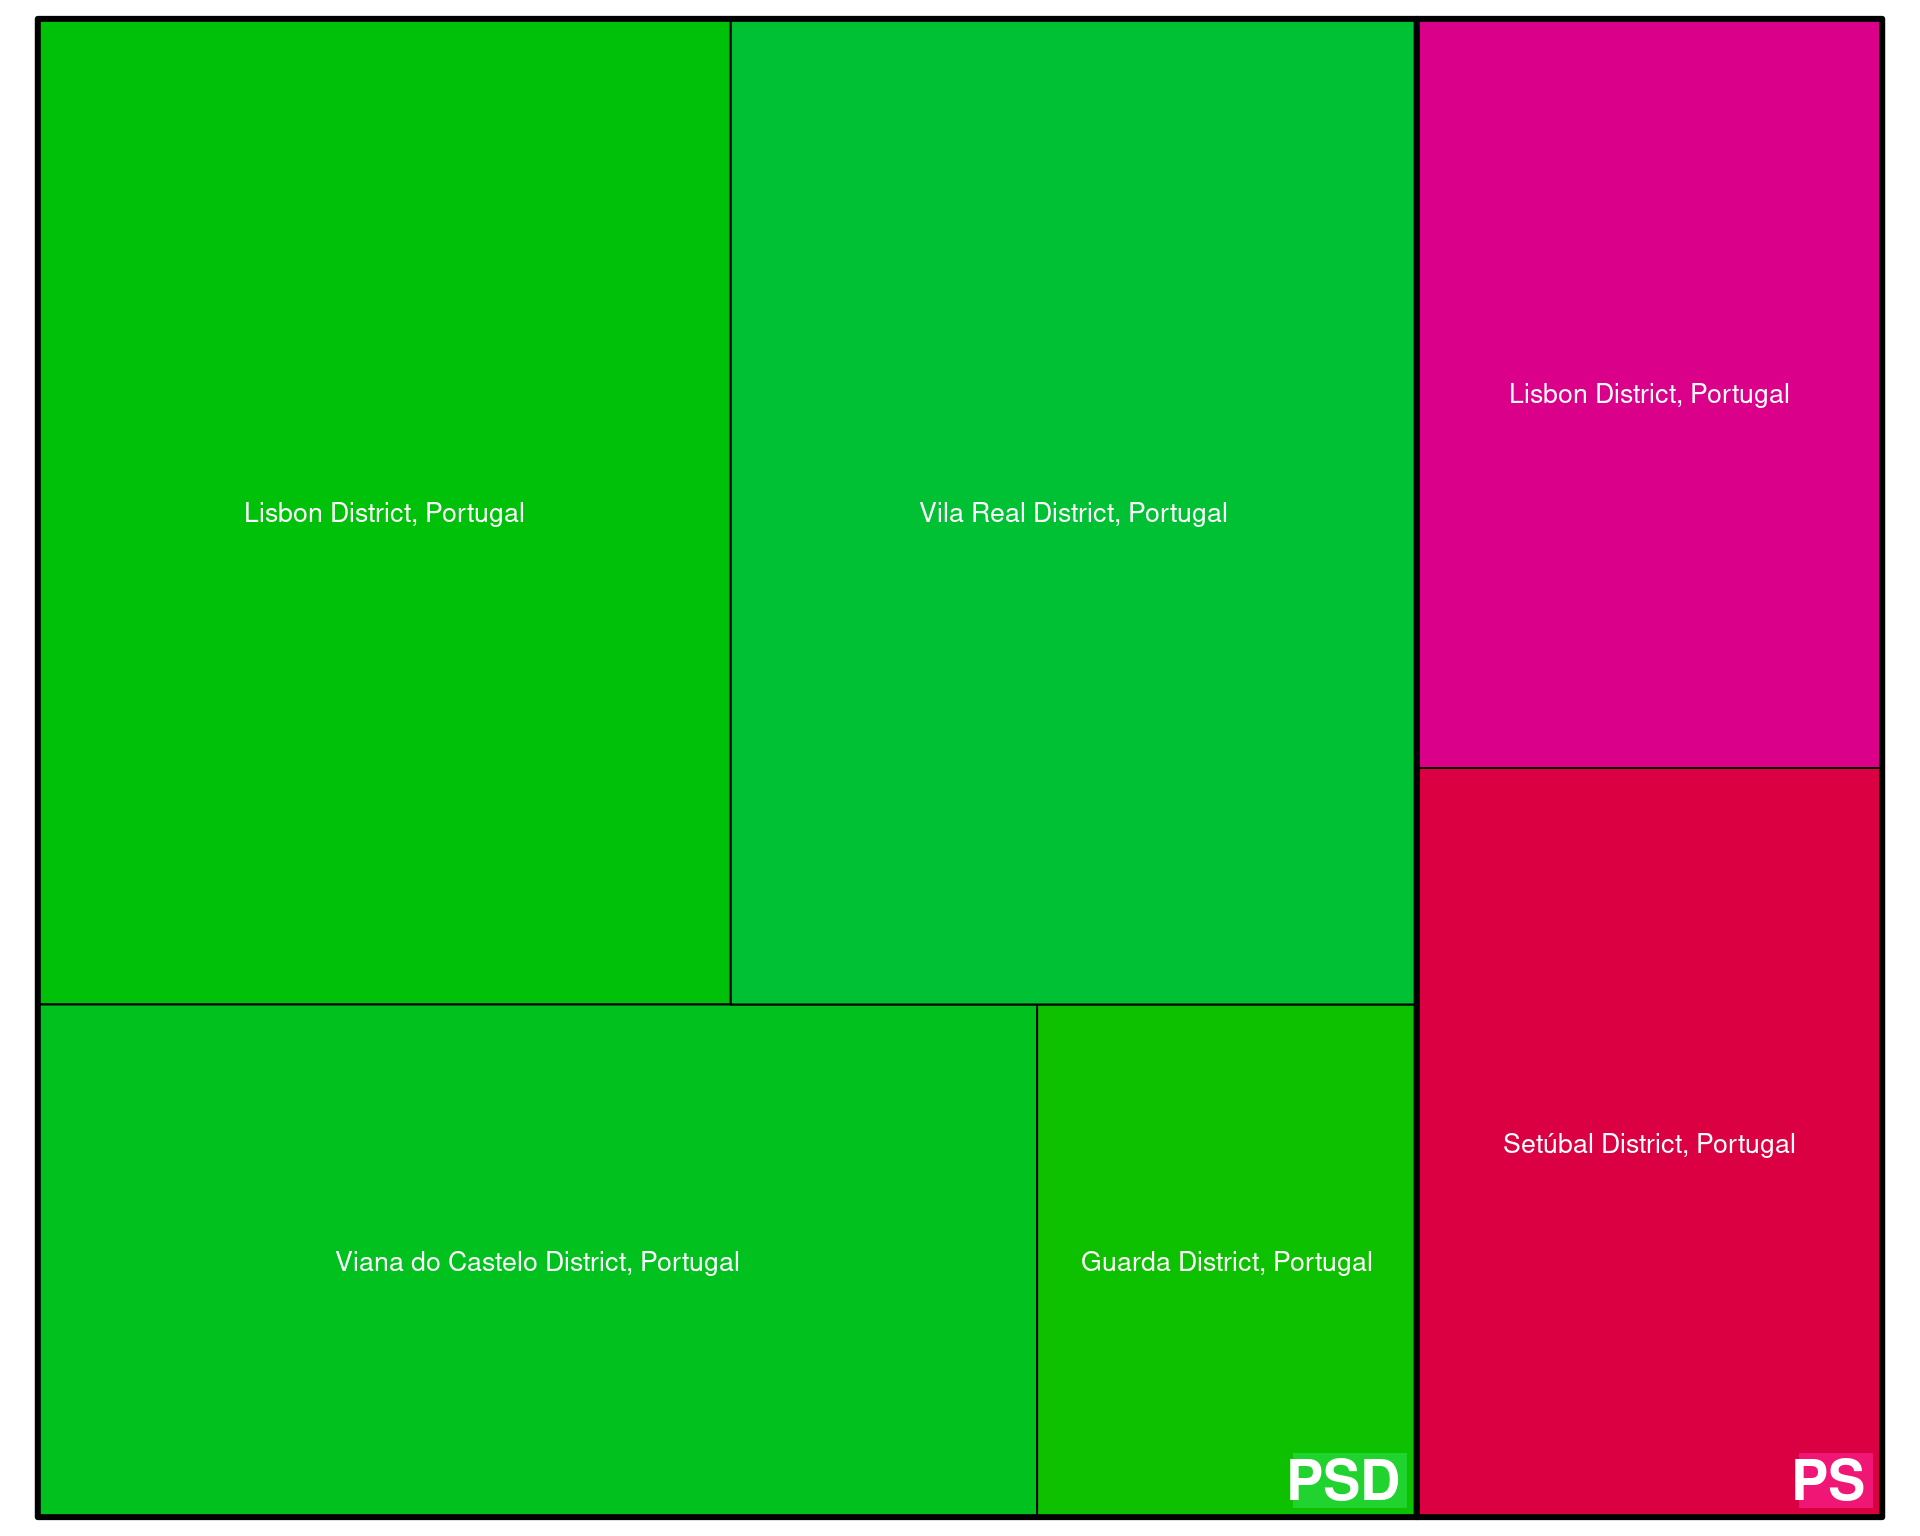 Lisbon District, Portugal
Vila Real District, Portugal
Lisbon District, Portugal
Viana do Castelo District, Portugal
Guarda District, Portugal
Setúbal District, Portugal
PSD
PS